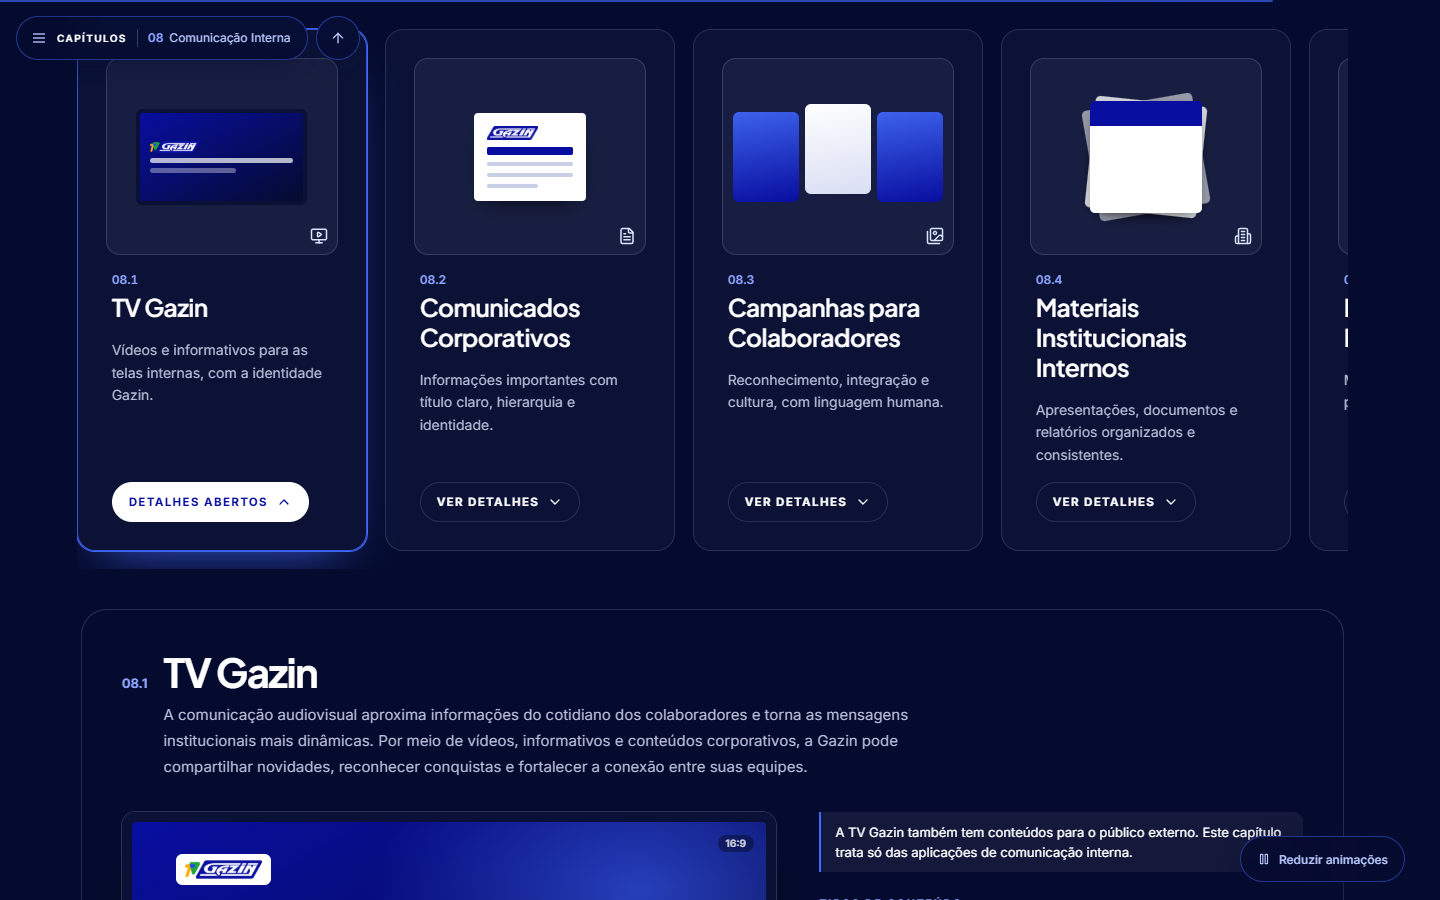 CAPÍTULOS
08 Comunicação Interna
GAZIN
GAZIN
08.1
TV Gazin
Vídeos e informativos para as
telas internas, com a identidade
Gazin.
DETALHES ABERTOS
08.2
Comunicados
Corporativos
Informações importantes com
título claro, hierarquia e
identidade.
VER DETALHES
08.3
Campanhas para
Colaboradores
Reconhecimento, integração e
cultura, com linguagem humana.
VER DETALHES
08.4
Materiais
Institucionais
Internos
Apresentações, documentos e
relatórios organizados e
consistentes.
VER DETALHES
08.1
TV Gazin
A comunicação audiovisual aproxima informações do cotidiano dos colaboradores e torna as mensagens
institucionais mais dinâmicas. Por meio de vídeos, informativos e conteúdos corporativos, a Gazin pode
compartilhar novidades, reconhecer conquistas e fortalecer a conexão entre suas equipes.
16:9
GAZIN
A TV Gazin também tem conteúdos para o público externo. Este capítulo
trata só das aplicações de comunicação interna.
Reduzir animações